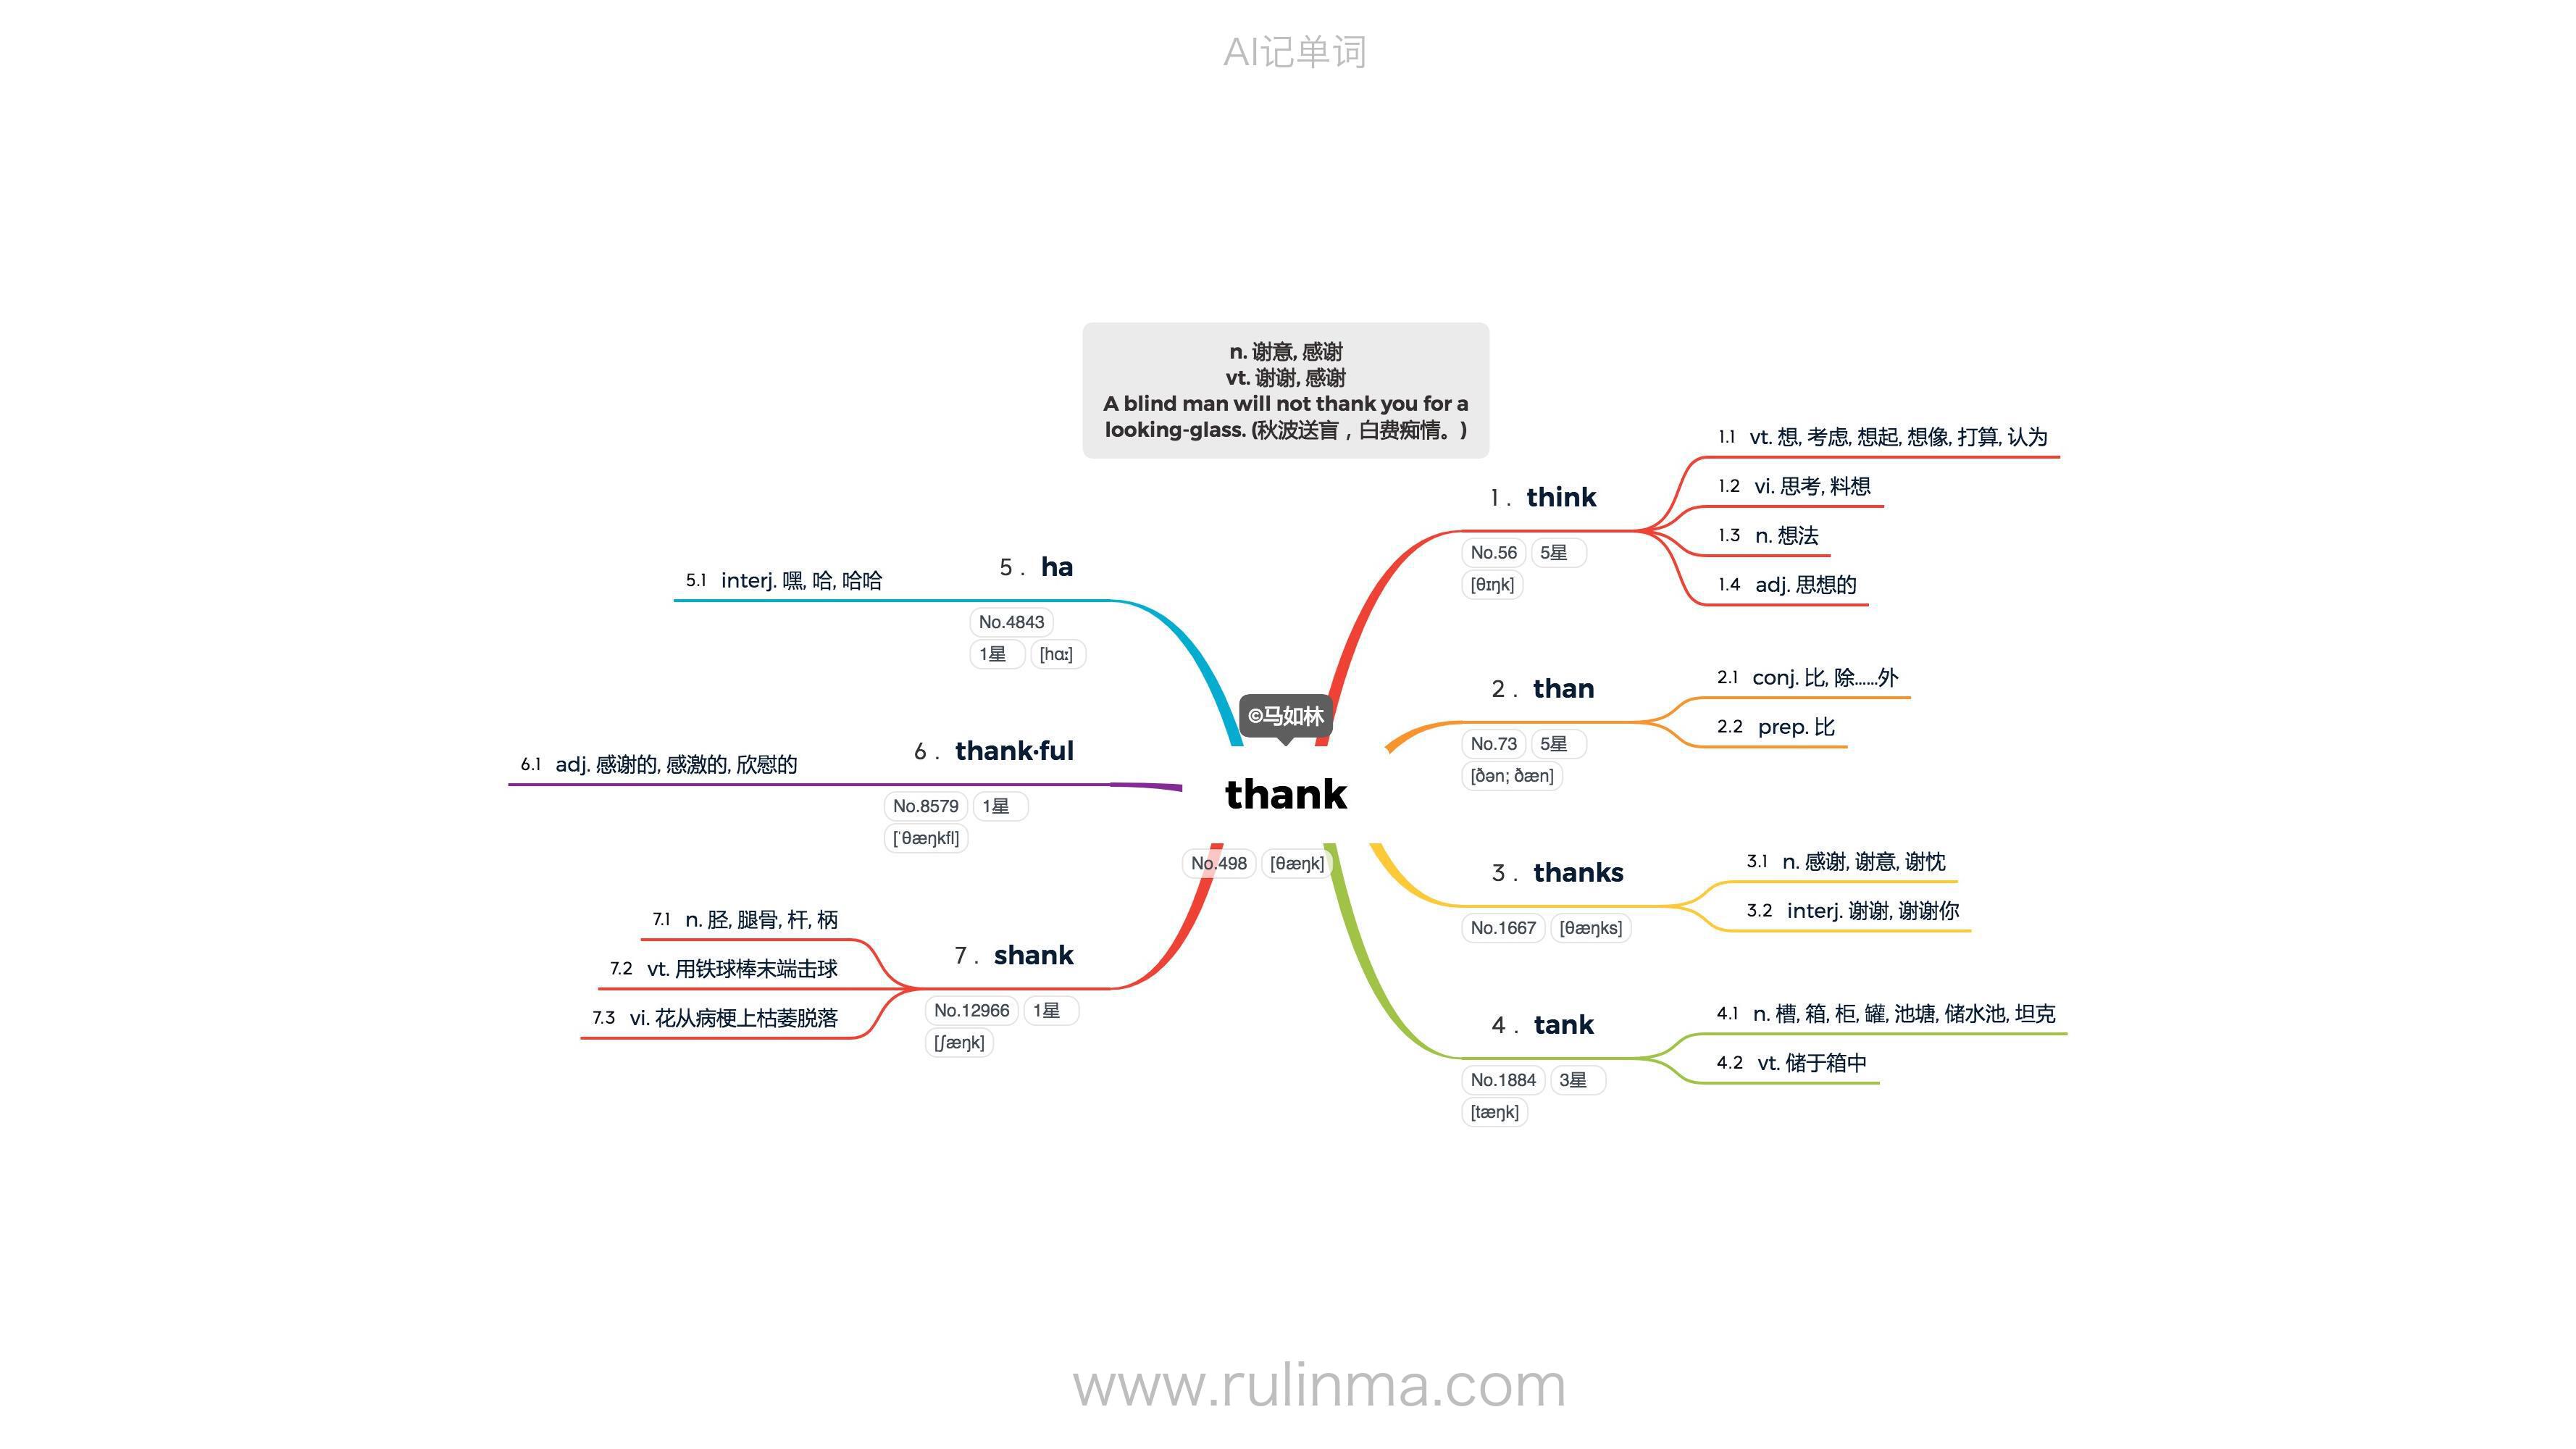 AI记单词
n. 谢意, 感谢
vt. 谢谢, 感谢
A blind man will not thank you for a
looking-glass. (秋波送盲，白费痴情。)
©马如林
thank
No.498 [θæŋk]
1. think
No.56 5星
[θɪŋk]
1.1 vt. 想, 考虑, 想起, 想像, 打算, 认为
1.2 vi. 思考, 料想
1.3 n. 想法
1.4 adj. 思想的
2. than
No.73 5星
[ðən; ðæn]
2.1 conj. 比, 除……外
2.2 prep. 比
3. thanks
No.1667 [θæŋks]
3.1 n. 感谢, 谢意, 谢忱
3.2 interj. 谢谢, 谢谢你
4. tank
No.1884 3星
[tæŋk]
4.1 n. 槽, 箱, 柜, 罐, 池塘, 储水池, 坦克
4.2 vt. 储于箱中
5. ha
No.4843
1星 [hɑː]
5.1 interj. 嘿, 哈, 哈哈
6. thank·ful
No.8579 1星
[ˈθæŋkfl]
6.1 adj. 感谢的, 感激的, 欣慰的
7. shank
No.12966 1星
[ʃæŋk]
7.1 n. 胫, 腿骨, 杆, 柄
7.2 vt. 用铁球棒末端击球
7.3 vi. 花从病梗上枯萎脱落
www.rulinma.com